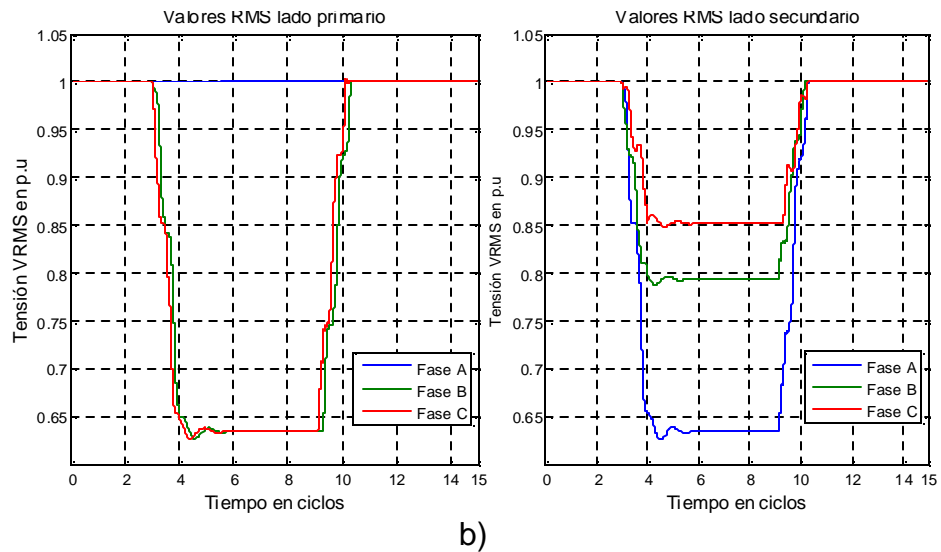 Valores RMS lado primario
Tensión VRMS en p.u
1.05
1
0.95
0.9
0.85
0.8
0.75
0.7
0.65
0
2
4
6
8
10
12
14
15
Tiempo en ciclos
Fase A
Fase B
Fase C
Valores RMS lado secundario
Tensión VRMS en p.u
1.05
1
0.95
0.9
0.85
0.8
0.75
0.7
0.65
0
2
4
6
8
10
12
14
15
Tiempo en ciclos
Fase A
Fase B
Fase C
b)